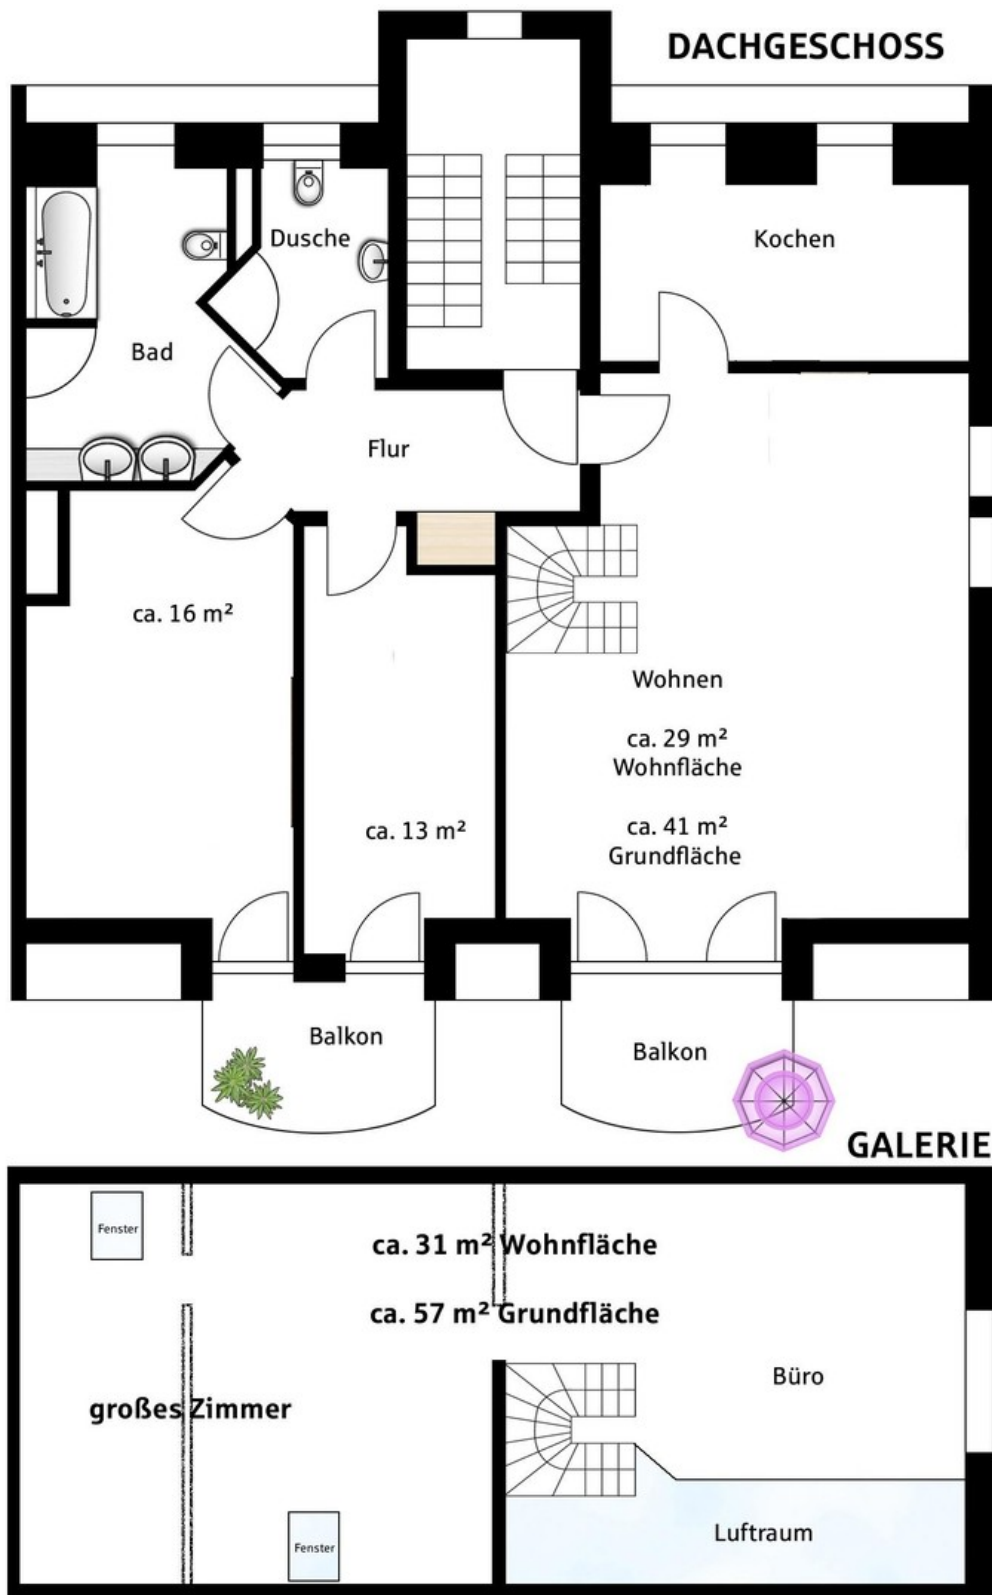 DACHGESCHOSS
Dusche
Kochen
Bad
Flur
ca. 16 m²
Wohnen
ca. 29 m²
Wohnfläche
ca. 13 m²
ca. 41 m²
Grundfläche
Balkon
Balkon
GALERIE
Fenster
ca. 31 m² Wohnfläche
ca. 57 m² Grundfläche
Büro
großes Zimmer
Luftraum
Fenster